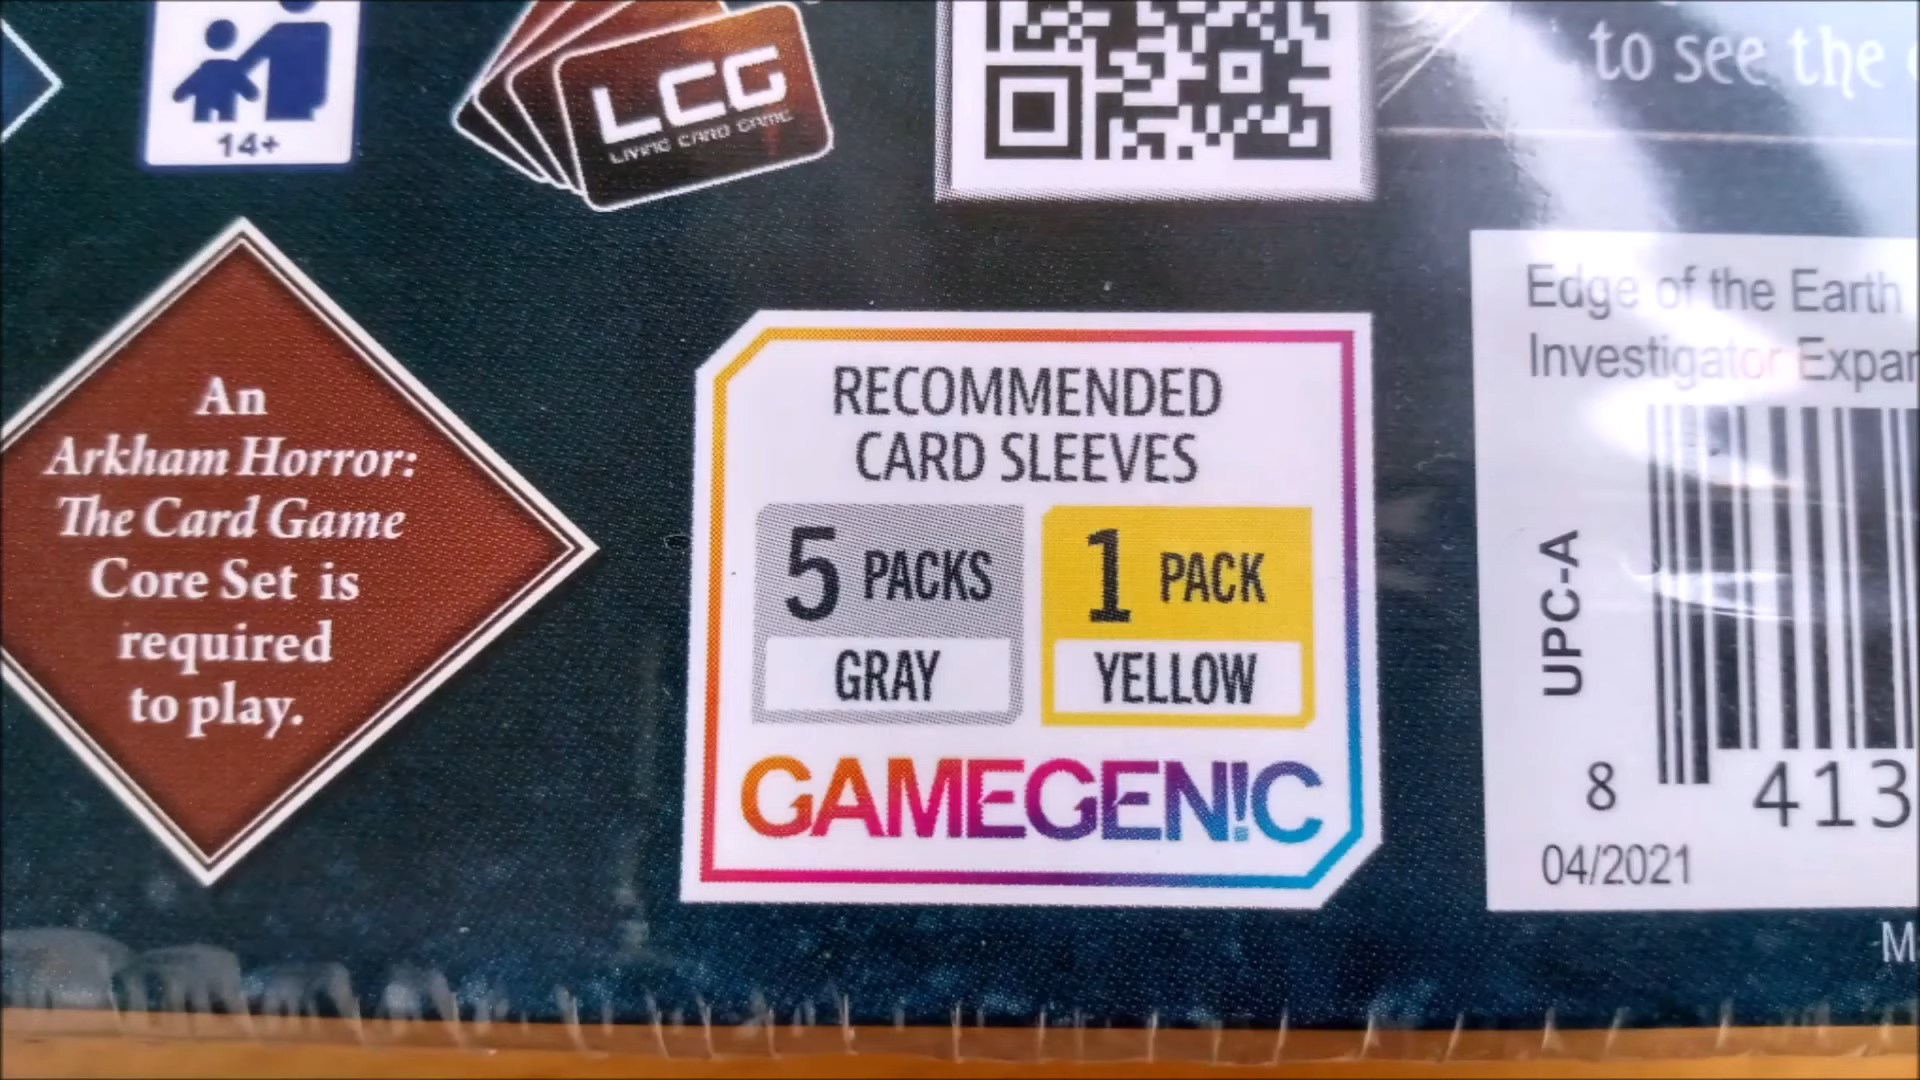 to see the
14+
LCG
LIVING CARD GAME
An
Arkham Horror:
The Card Game
Core Set is
required
to play.
RECOMMENDED
CARD SLEEVES
5 PACKS
GRAY
1 PACK
YELLOW
GAMEGEN!C
Edge of the Earth
Investigator
UPC-A
8 413
04/2021